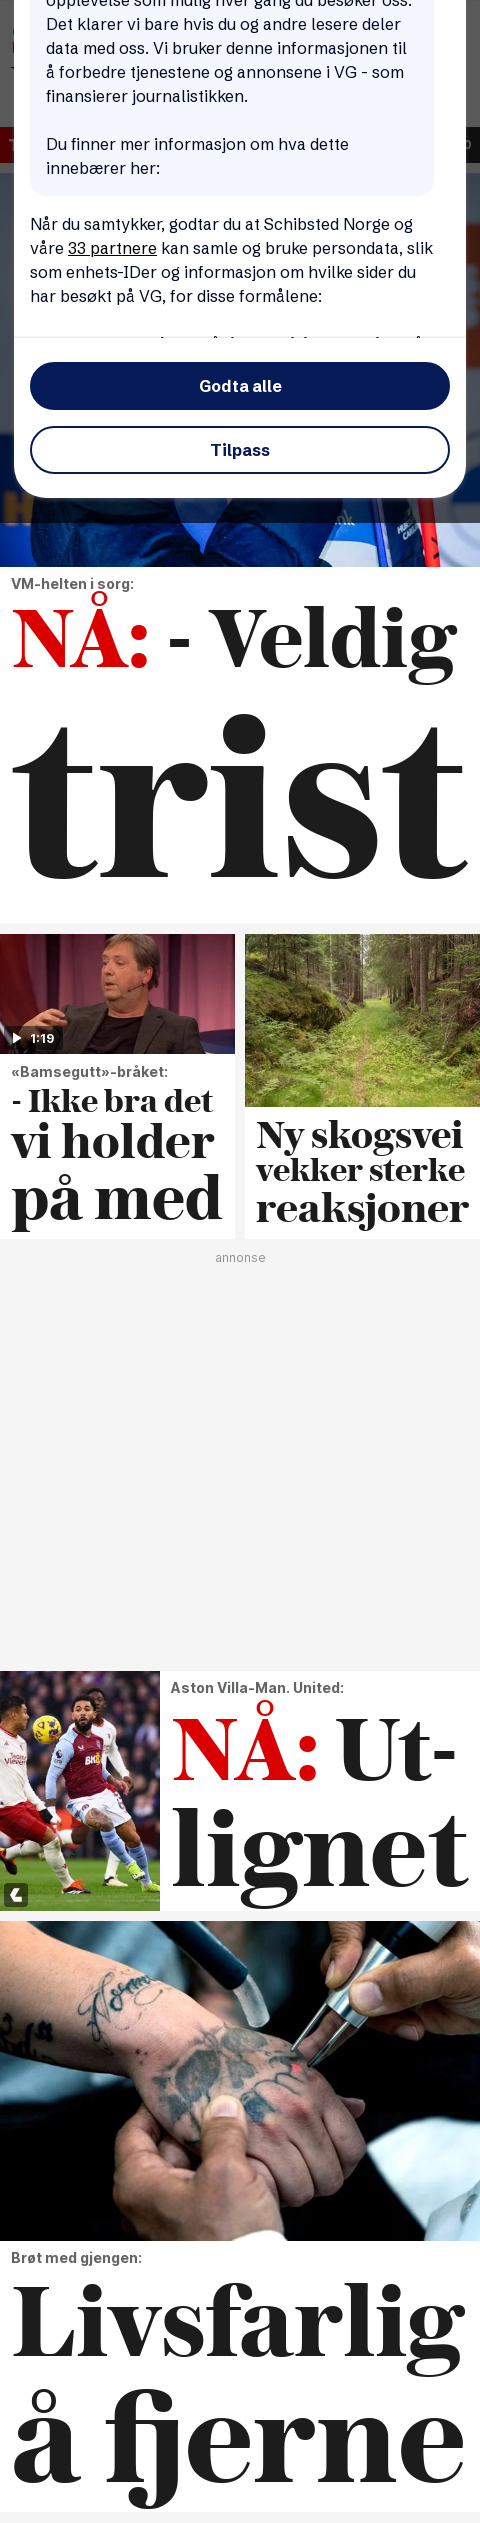 opplevelse som mulig hver gang du besøker oss.
Det klarer vi bare hvis du og andre lesere deler
data med oss. Vi bruker denne informasjonen til
å forbedre tjenestene og annonsene i VG - som
finansierer journalistikken.
Du finner mer informasjon om hva dette
innebærer her:
Når du samtykker, godtar du at Schibsted Norge og
våre 33 partnere kan samle og bruke persondata, slik
som enhets-IDer og informasjon om hvilke sider du
har besøkt på VG, for disse formålene:
Godta alle
Tilpass
VM-helten i sorg:
NÅ: - Veldig
trist
1:19
«Bamsegutt»-bråket:
- Ikke bra det
vi holder
på med
Ny skogsvei
vekker sterke
reaksjoner
annonse
Aston Villa-Man. United:
NÅ: Ut-
lignet
Brøt med gjengen:
Livsfarlig
å fjerne